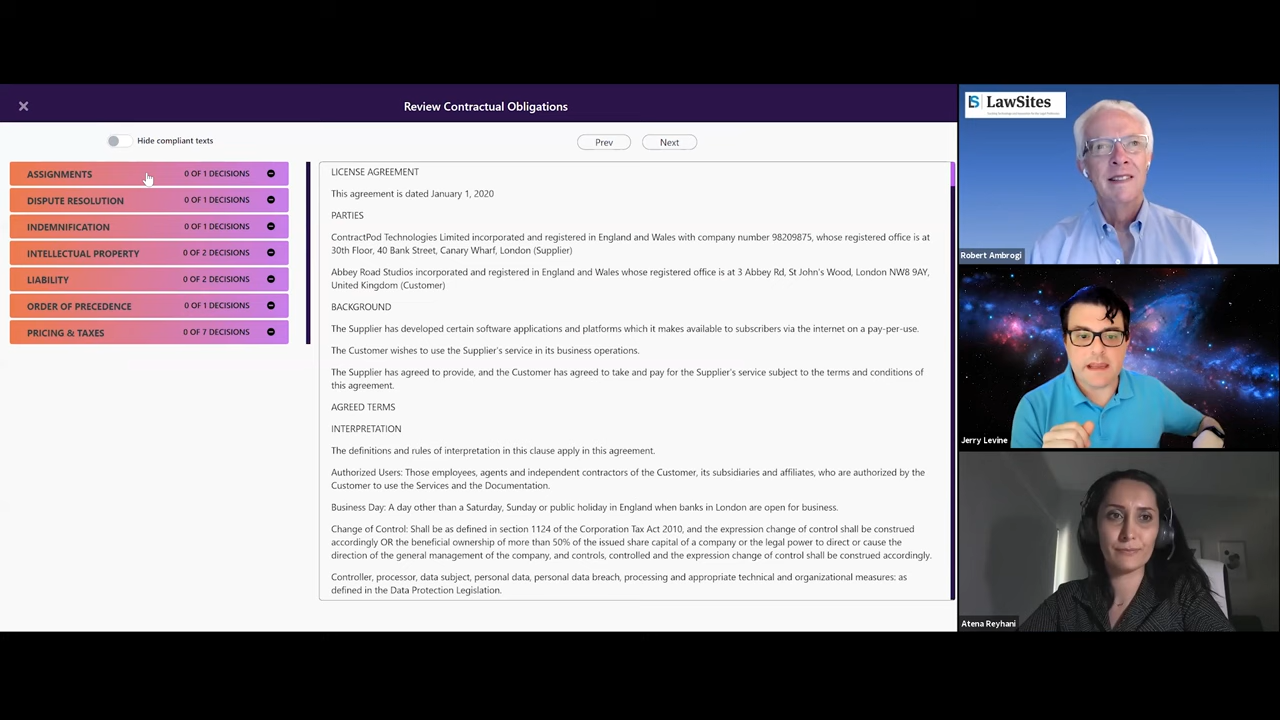 Review Contractual Obligations
Hide compliant texts
Prev
Next
ASSIGNMENTS 0 OF 1 DECISIONS
DISPUTE RESOLUTION 0 OF 1 DECISIONS
INDEMNIFICATION 0 OF 1 DECISIONS
INTELLECTUAL PROPERTY 0 OF 2 DECISIONS
LIABILITY 0 OF 2 DECISIONS
ORDER OF PRECEDENCE 0 OF 1 DECISIONS
PRICING & TAXES 0 OF 7 DECISIONS
LICENSE AGREEMENT
This agreement is dated January 1, 2020
PARTIES
ContractPod Technologies Limited incorporated and registered in England and Wales with company number 98209875, whose registered office is at
30th Floor, 40 Bank Street, Canary Wharf, London (Supplier)
Abbey Road Studios incorporated and registered in England and Wales whose registered office is at 3 Abbey Rd, St John's Wood, London NW8 9AY,
United Kingdom (Customer)
BACKGROUND
The Supplier has developed certain software applications and platforms which it makes available to subscribers via the internet on a pay-per-use.
The Customer wishes to use the Supplier's service in its business operations.
The Supplier has agreed to provide, and the Customer has agreed to take and pay for the Supplier's service subject to the terms and conditions of
this agreement.
AGREED TERMS
INTERPRETATION
The definitions and rules of interpretation in this clause apply in this agreement.
Authorized Users: Those employees, agents and independent contractors of the Customer, its subsidiaries and affiliates, who are authorized by the
Customer to use the Services and the Documentation.
Business Day: A day other than a Saturday, Sunday or public holiday in England when banks in London are open for business.
Change of Control: Shall be as defined in section 1124 of the Corporation Tax Act 2010, and the expression change of control shall be construed
accordingly OR the beneficial ownership of more than 50% of the issued share capital of a company or the legal power to direct or cause the
direction of the general management of the company, and controls, controlled and the expression change of control shall be construed accordingly.
Controller, processor, data subject, personal data, personal data breach, processing and appropriate technical and organizational measures: as
defined in the Data Protection Legislation.
LS LawSites
Robert Ambrogi
Jerry Levine
Atena Reyhani